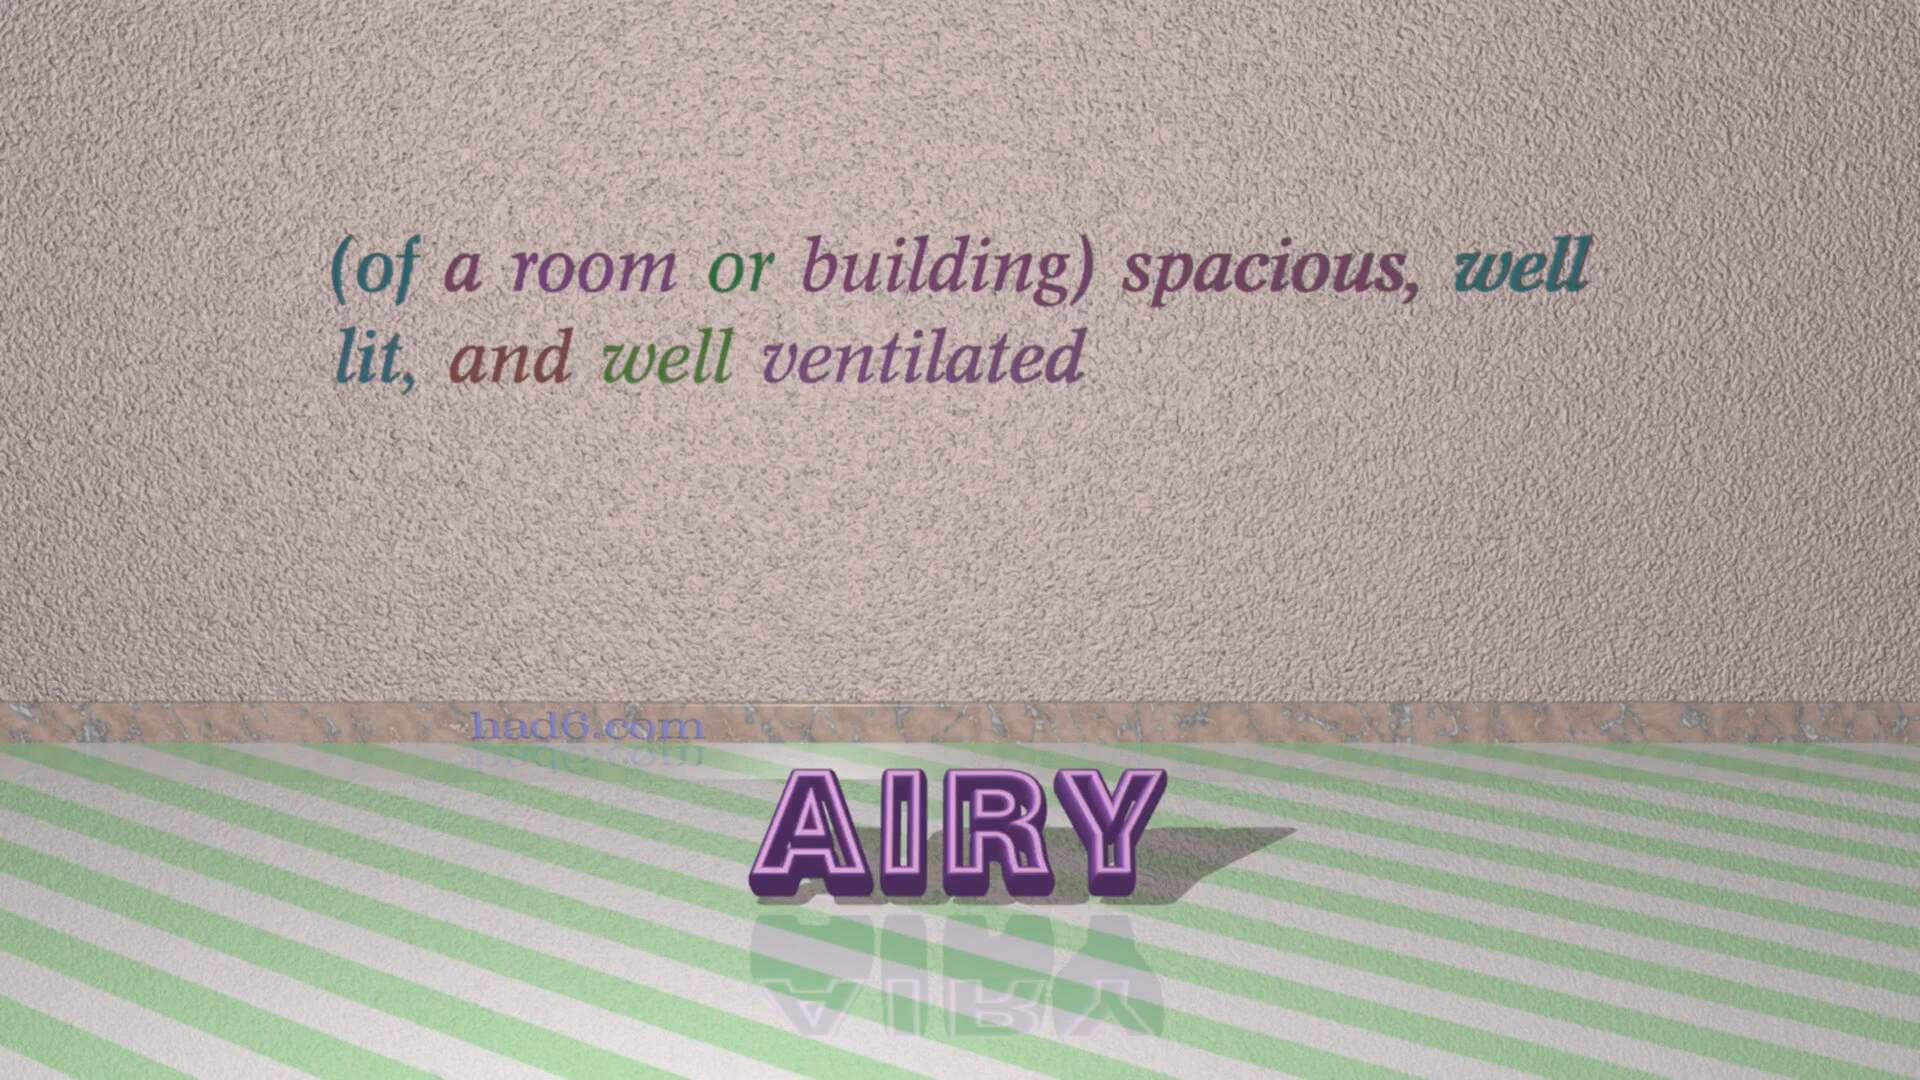 (of a room or building) spacious, well
lit, and well ventilated
had6.com
AIRY